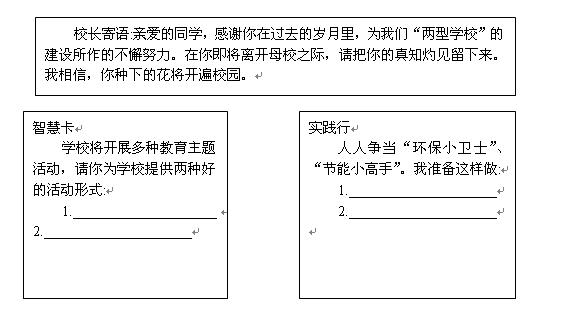 校长寄语:亲爱的同学，感谢你在过去的岁月里，为我们“两型学校”的
建设所作的不懈努力。在你即将离开母校之际，请把你的真知灼见留下来。
我相信，你种下的花将开遍校园。
智慧卡
学校将开展多种教育主题
活动，请你为学校提供两种好
的活动形式:
1.
2.
实践行
人人争当“环保小卫士”、
“节能小高手”。我准备这样做:
1.
2.